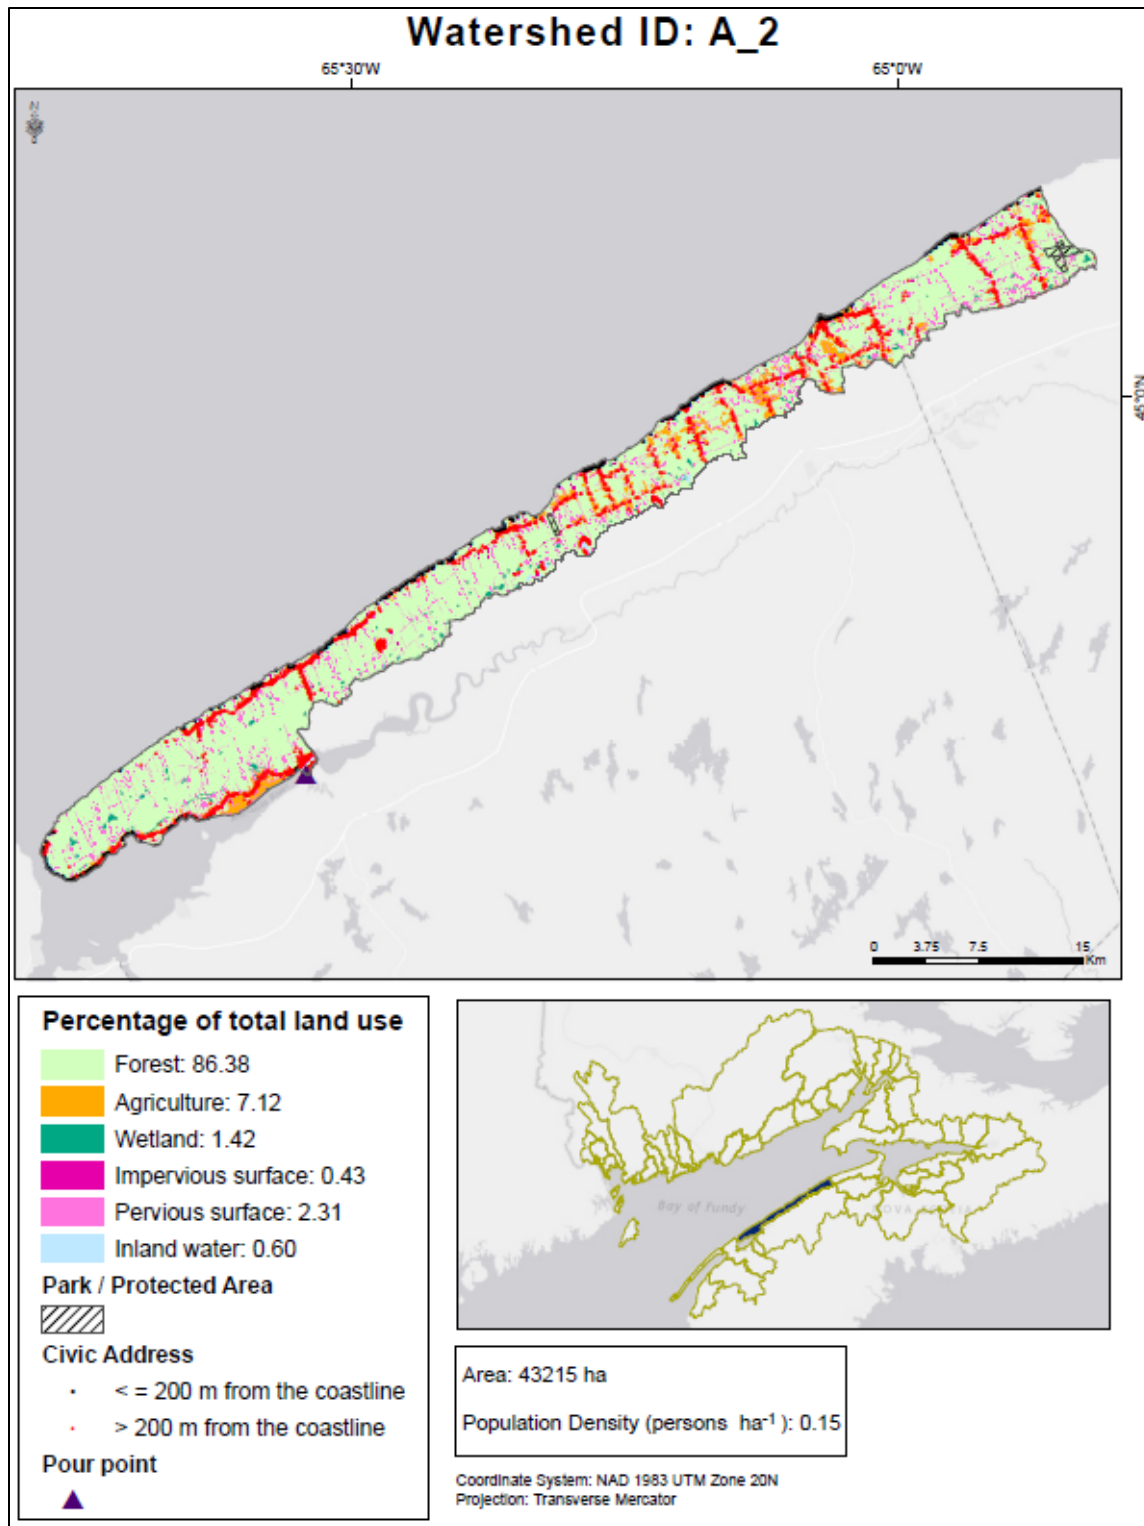 Watershed ID: A_2
65°30'W
65°0'W
N
45°0'N
0 3.75 7.5 15
Km
Percentage of total land use
Forest: 86.38
Agriculture: 7.12
Wetland: 1.42
Impervious surface: 0.43
Pervious surface: 2.31
Inland water: 0.60
Park / Protected Area
Civic Address
< = 200 m from the coastline
> 200 m from the coastline
Pour point
Bay of Fundy
Area: 43215 ha
Population Density (persons ha-1 ): 0.15
Coordinate System: NAD 1983 UTM Zone 20N
Projection: Transverse Mercator